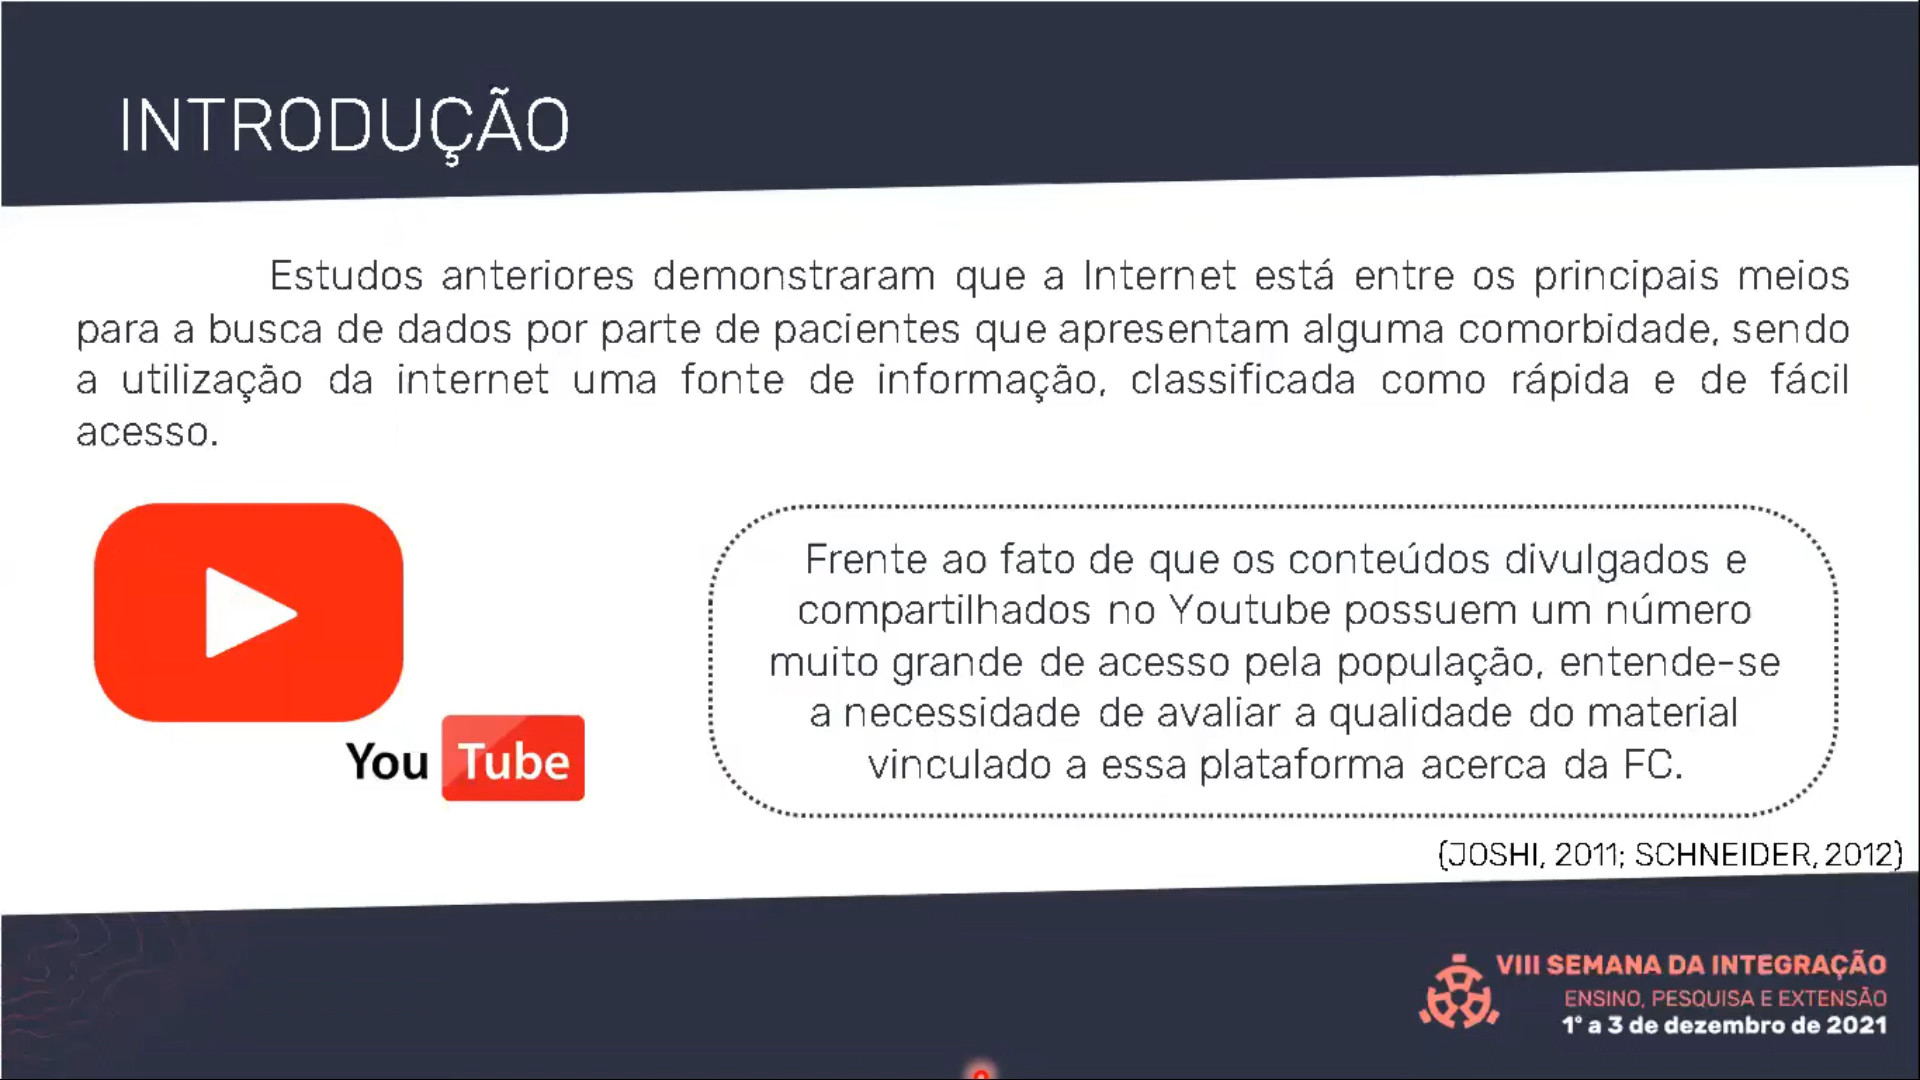 INTRODUÇÃO
Estudos anteriores demonstraram que a Internet está entre os principais meios
para a busca de dados por parte de pacientes que apresentam alguma comorbidade, sendo
a utilização da internet uma fonte de informação, classificada como rápida e de fácil
acesso.
Frente ao fato de que os conteúdos divulgados e
compartilhados no Youtube possuem um número
muito grande de acesso pela população, entende-se
a necessidade de avaliar a qualidade do material
vinculado a essa plataforma acerca da FC.
You Tube
(JOSHI, 2011; SCHNEIDER, 2012)
VIII SEMANA DA INTEGRAÇÃO
ENSINO, PESQUISA E EXTENSÃO
1° a 3 de dezembro de 2021